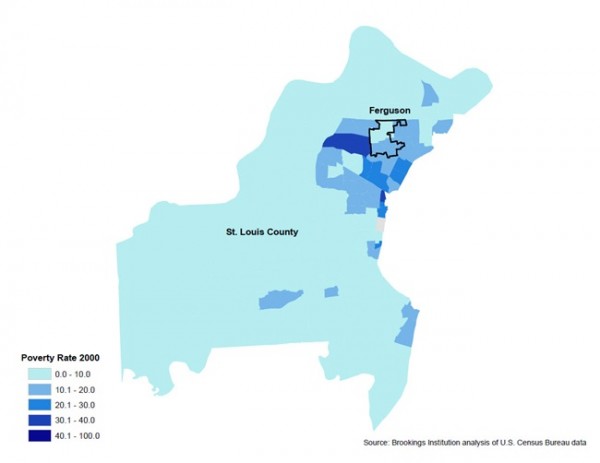 Ferguson
St. Louis County
Poverty Rate 2000
0.0 - 10.0
10.1 - 20.0
20.1 - 30.0
30.1 - 40.0
40.1 - 100.0
Source: Brookings Institution analysis of U.S. Census Bureau data